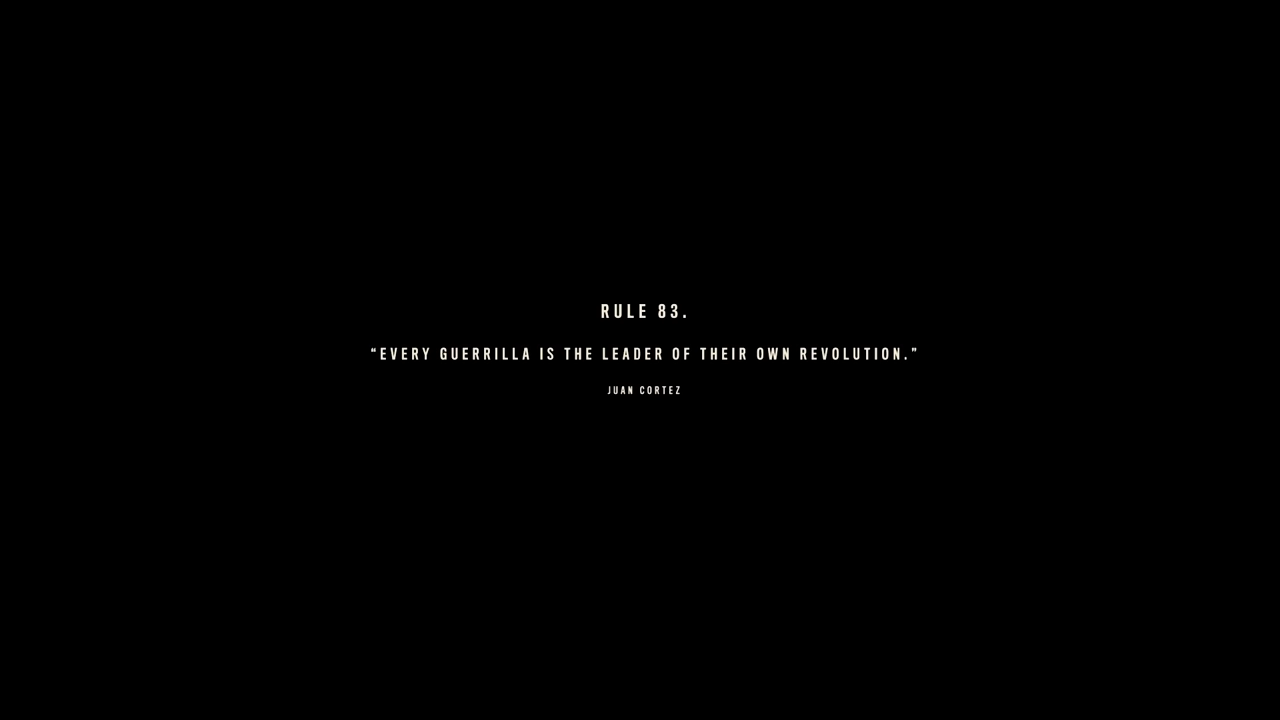 RULE 83.
“EVERY GUERRILLA IS THE LEADER OF THEIR OWN REVOLUTION.”
JUAN CORTEZ